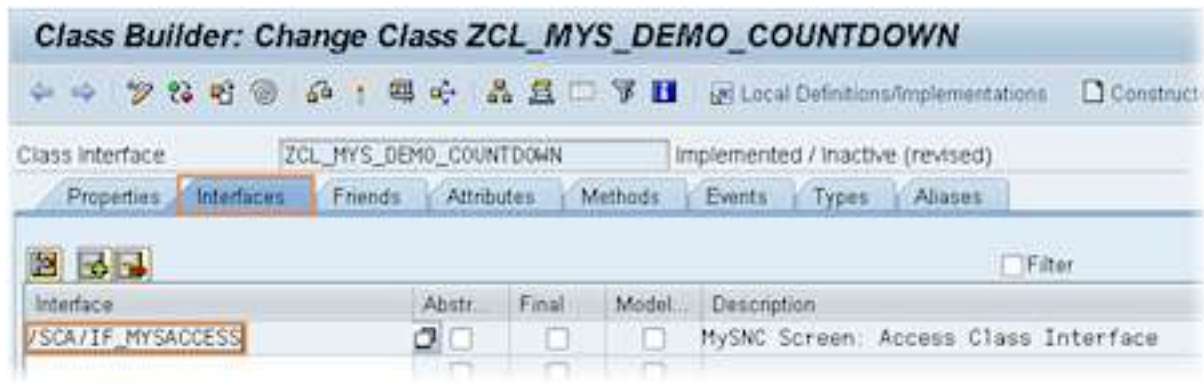 Class Builder: Change Class ZCL_MYS_DEMO_COUNTDOWN
Local Definitions/Implementations Construct
Class Interface ZCL_MYS_DEMO_COUNTDOWN Implemented / Inactive (revised)
Properties Interfaces Friends Attributes Methods Events Types Aliases
Filter
Interface Abstr... Final Model... Description
/SCA/IF_MYSACCESS MySNC Screen: Access Class Interface